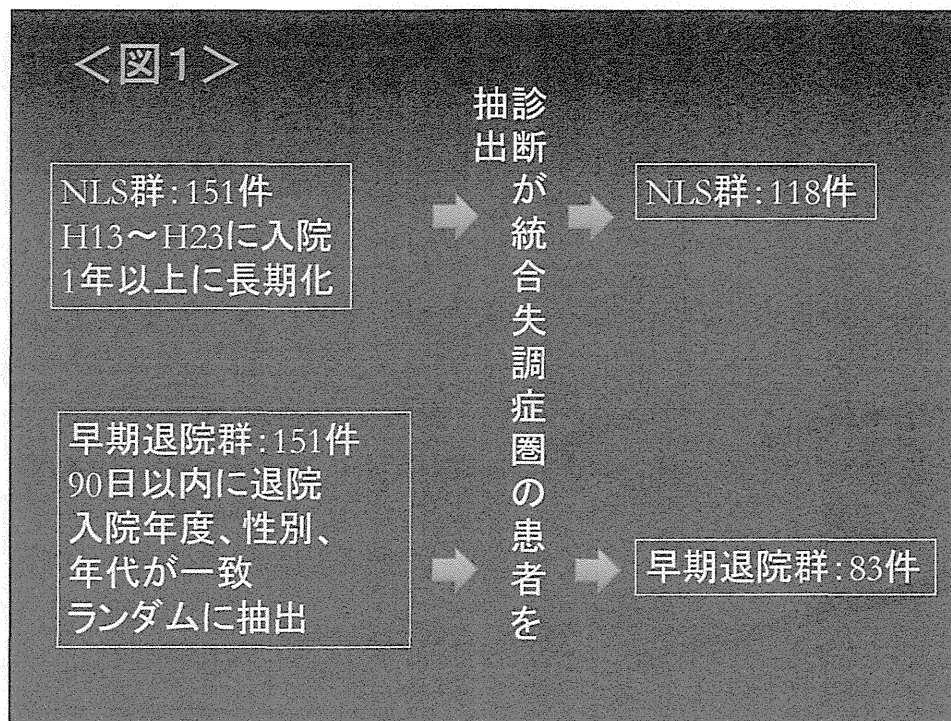 ＜図1＞
NLS群：151件
H13～H23に入院
1年以上に長期化
早期退院群：151件
90日以内に退院
入院年度、性別、
年代が一致
ランダムに抽出
診断が統合失調症圏の患者を
抽出
NLS群：118件
早期退院群：83件